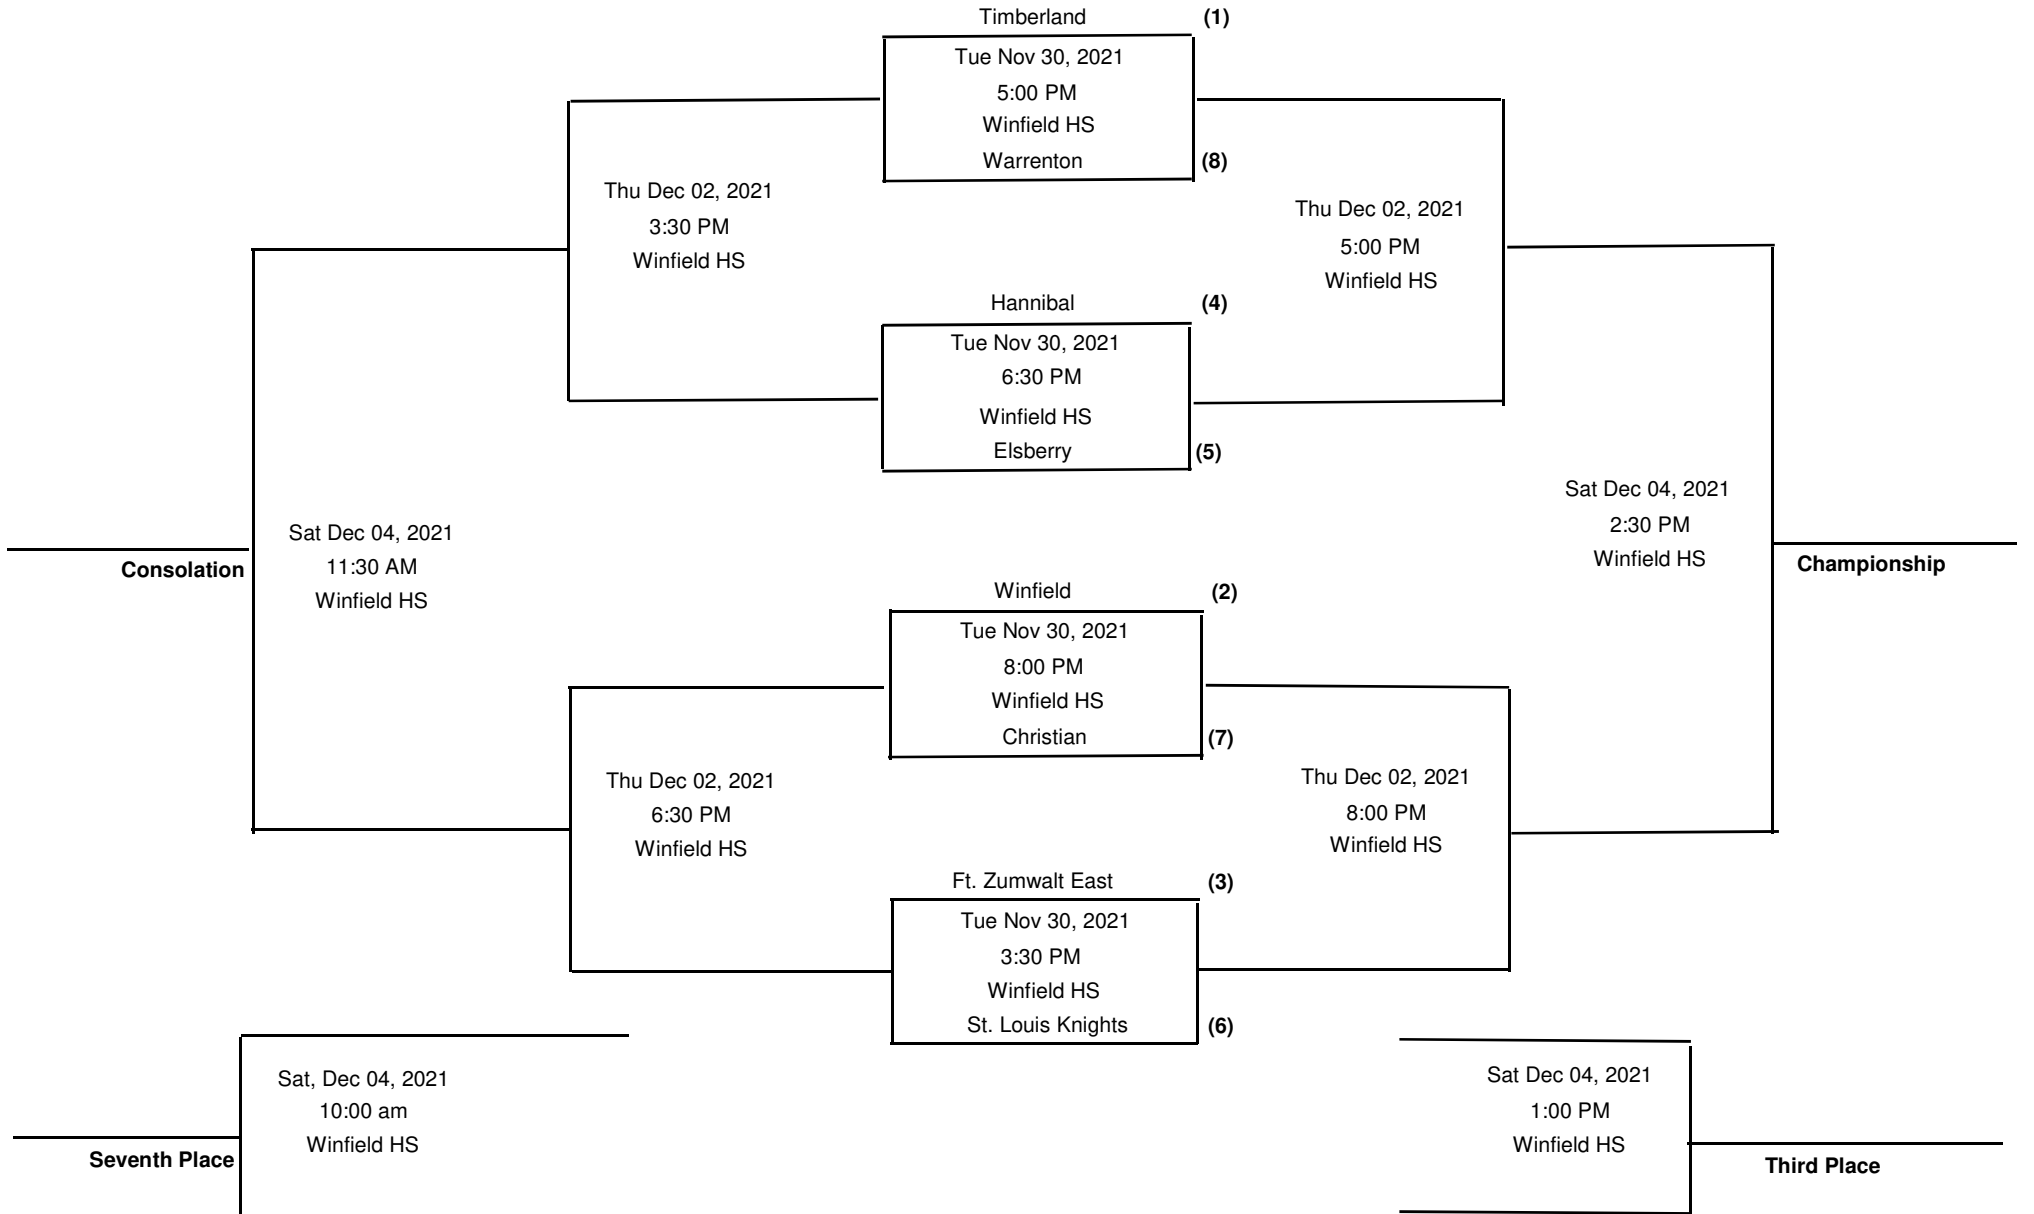 Timberland (1)
Tue Nov 30, 2021
5:00 PM
Winfield HS
Warrenton (8)
Thu Dec 02, 2021
3:30 PM
Winfield HS
Thu Dec 02, 2021
5:00 PM
Winfield HS
Hannibal (4)
Tue Nov 30, 2021
6:30 PM
Winfield HS
Elsberry (5)
Sat Dec 04, 2021
11:30 AM
Winfield HS
Consolation
Sat Dec 04, 2021
2:30 PM
Winfield HS
Championship
Winfield (2)
Tue Nov 30, 2021
8:00 PM
Winfield HS
Christian (7)
Thu Dec 02, 2021
6:30 PM
Winfield HS
Thu Dec 02, 2021
8:00 PM
Winfield HS
Ft. Zumwalt East (3)
Tue Nov 30, 2021
3:30 PM
Winfield HS
St. Louis Knights (6)
Sat, Dec 04, 2021
10:00 am
Winfield HS
Seventh Place
Sat Dec 04, 2021
1:00 PM
Winfield HS
Third Place